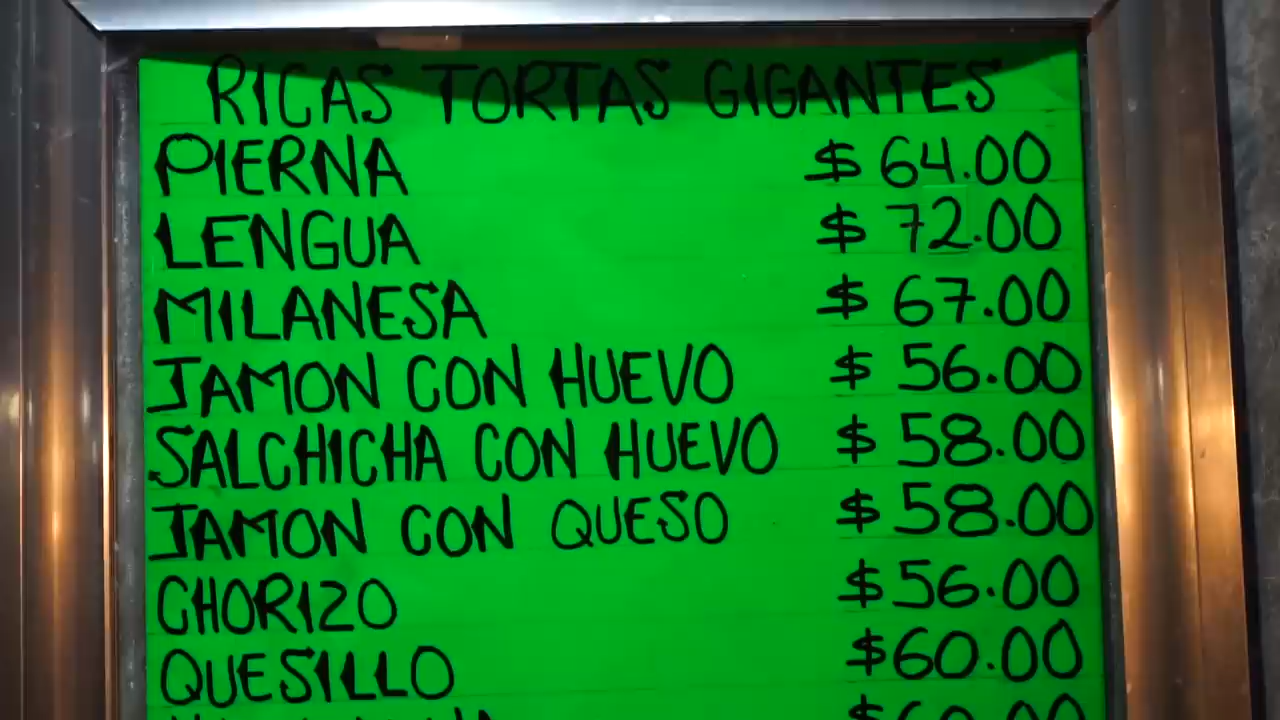 RICAS TORTAS GIGANTES
PIERNA $ 64.00
LENGUA $ 72.00
MILANESA $ 67.00
JAMON CON HUEVO $ 56.00
SALCHICHA CON HUEVO $ 58.00
JAMON CON QUESO $ 58.00
CHORIZO $ 56.00
QUESILLO $60.00